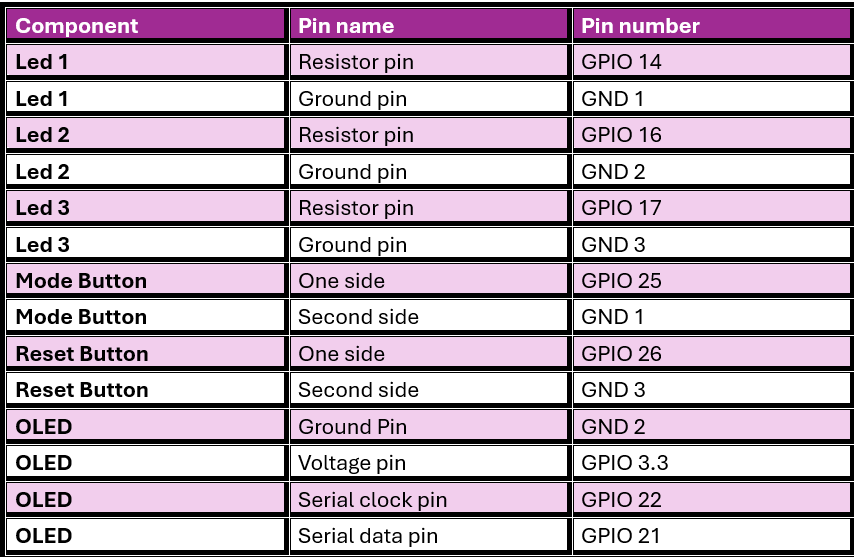 Component Pin name Pin number
Led 1 Resistor pin GPIO 14
Led 1 Ground pin GND 1
Led 2 Resistor pin GPIO 16
Led 2 Ground pin GND 2
Led 3 Resistor pin GPIO 17
Led 3 Ground pin GND 3
Mode Button One side GPIO 25
Mode Button Second side GND 1
Reset Button One side GPIO 26
Reset Button Second side GND 3
OLED Ground Pin GND 2
OLED Voltage pin GPIO 3.3
OLED Serial clock pin GPIO 22
OLED Serial data pin GPIO 21